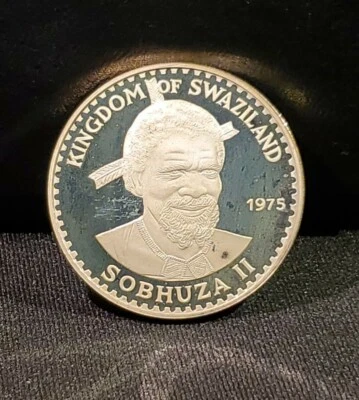 KINGDOM OF SWAZILAND
1975
SOBHUZA II